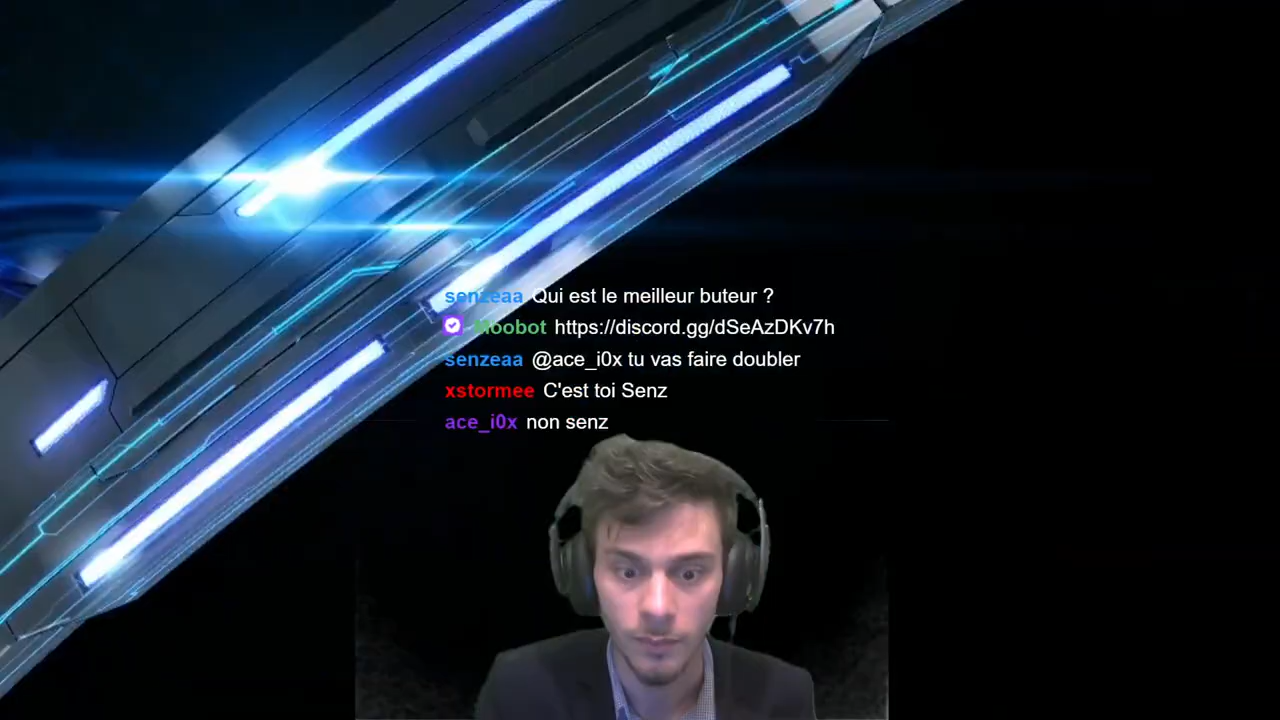 senzeaa Qui est le meilleur buteur ?
Moobot https://discord.gg/dSeAzDKv7h
senzeaa @ace_i0x tu vas faire doubler
xstormee C'est toi Senz
ace_i0x non senz